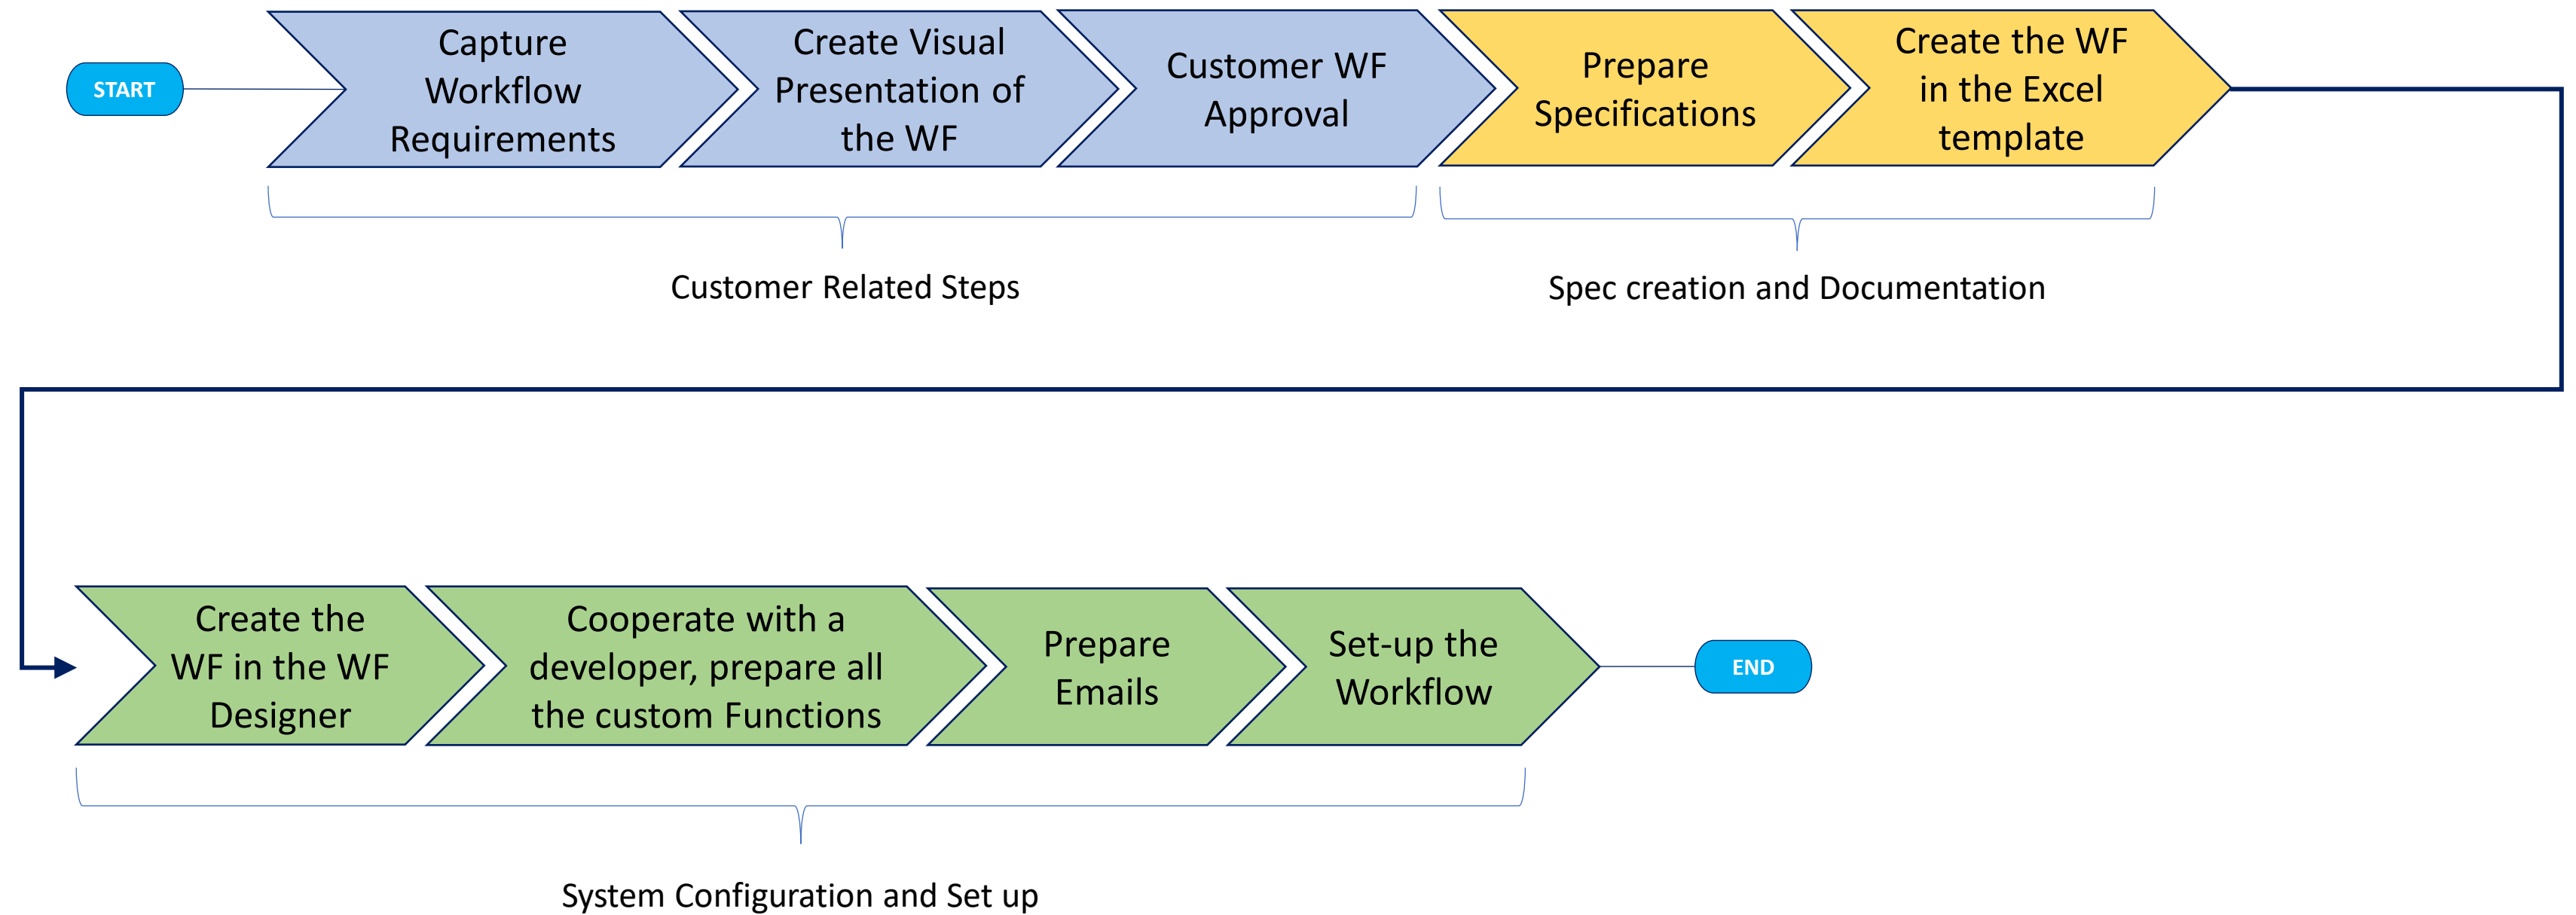 START
Capture
Workflow
Requirements
Create Visual
Presentation of
the WF
Customer WF
Approval
Prepare
Specifications
Create the WF
in the Excel
template
Customer Related Steps
Spec creation and Documentation
Create the
WF in the WF
Designer
Cooperate with a
developer, prepare all
the custom Functions
Prepare
Emails
Set-up the
Workflow
END
System Configuration and Set up